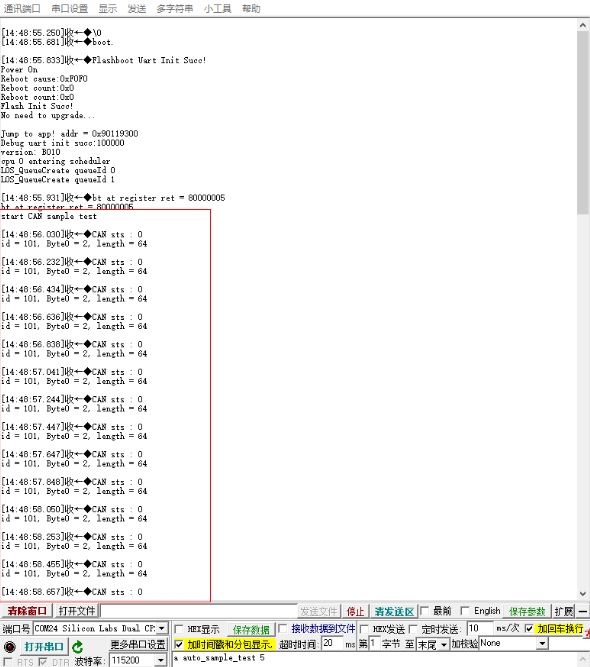 通讯端口 串口设置 显示 发送 多字符串 小工具 帮助
[14:48:55.250]收←◆\0
[14:48:55.681]收←◆boot.
[14:48:55.833]收←◆Flashboot Uart Init Succ!
Power On
Reboot cause:0xF0F0
Reboot count:0x0
Reboot count:0x0
Flash Init Succ!
No need to upgrade...
Jump to app! addr = 0x90119300
Debug uart init succ:100000
version: B010
cpu 0 entering scheduler
LOS_QueueCreate queueId 0
LOS_QueueCreate queueId 1
[14:48:55.931]收←◆bt at register ret = 80000005
bt at register ret = 80000005
start CAN sample test
[14:48:56.030]收←◆CAN sts : 0
id = 101, Byte0 = 2, length = 64
[14:48:56.232]收←◆CAN sts : 0
id = 101, Byte0 = 2, length = 64
[14:48:56.434]收←◆CAN sts : 0
id = 101, Byte0 = 2, length = 64
[14:48:56.636]收←◆CAN sts : 0
id = 101, Byte0 = 2, length = 64
[14:48:56.838]收←◆CAN sts : 0
id = 101, Byte0 = 2, length = 64
[14:48:57.041]收←◆CAN sts : 0
id = 101, Byte0 = 2, length = 64
[14:48:57.244]收←◆CAN sts : 0
id = 101, Byte0 = 2, length = 64
[14:48:57.447]收←◆CAN sts : 0
id = 101, Byte0 = 2, length = 64
[14:48:57.647]收←◆CAN sts : 0
id = 101, Byte0 = 2, length = 64
[14:48:57.848]收←◆CAN sts : 0
id = 101, Byte0 = 2, length = 64
[14:48:58.050]收←◆CAN sts : 0
id = 101, Byte0 = 2, length = 64
[14:48:58.253]收←◆CAN sts : 0
id = 101, Byte0 = 2, length = 64
[14:48:58.455]收←◆CAN sts : 0
id = 101, Byte0 = 2, length = 64
[14:48:58.657]收←◆CAN sts : 0
清除窗口 打开文件 发送文件 停止 清发送区 最前 English 保存参数 扩展 —
端口号 COM24 Silicon Labs Dual CP. HEX显示 保存数据 接收数据到文件 HEX发送 定时发送: 10 ms/次 加回车换行
打开串口 更多串口设置 加时间戳和分包显示, 超时时间: 20 ms 第 1 字节 至 末尾 加校验 None
RTS DTR 波特率: 115200 a auto_sample_test 5